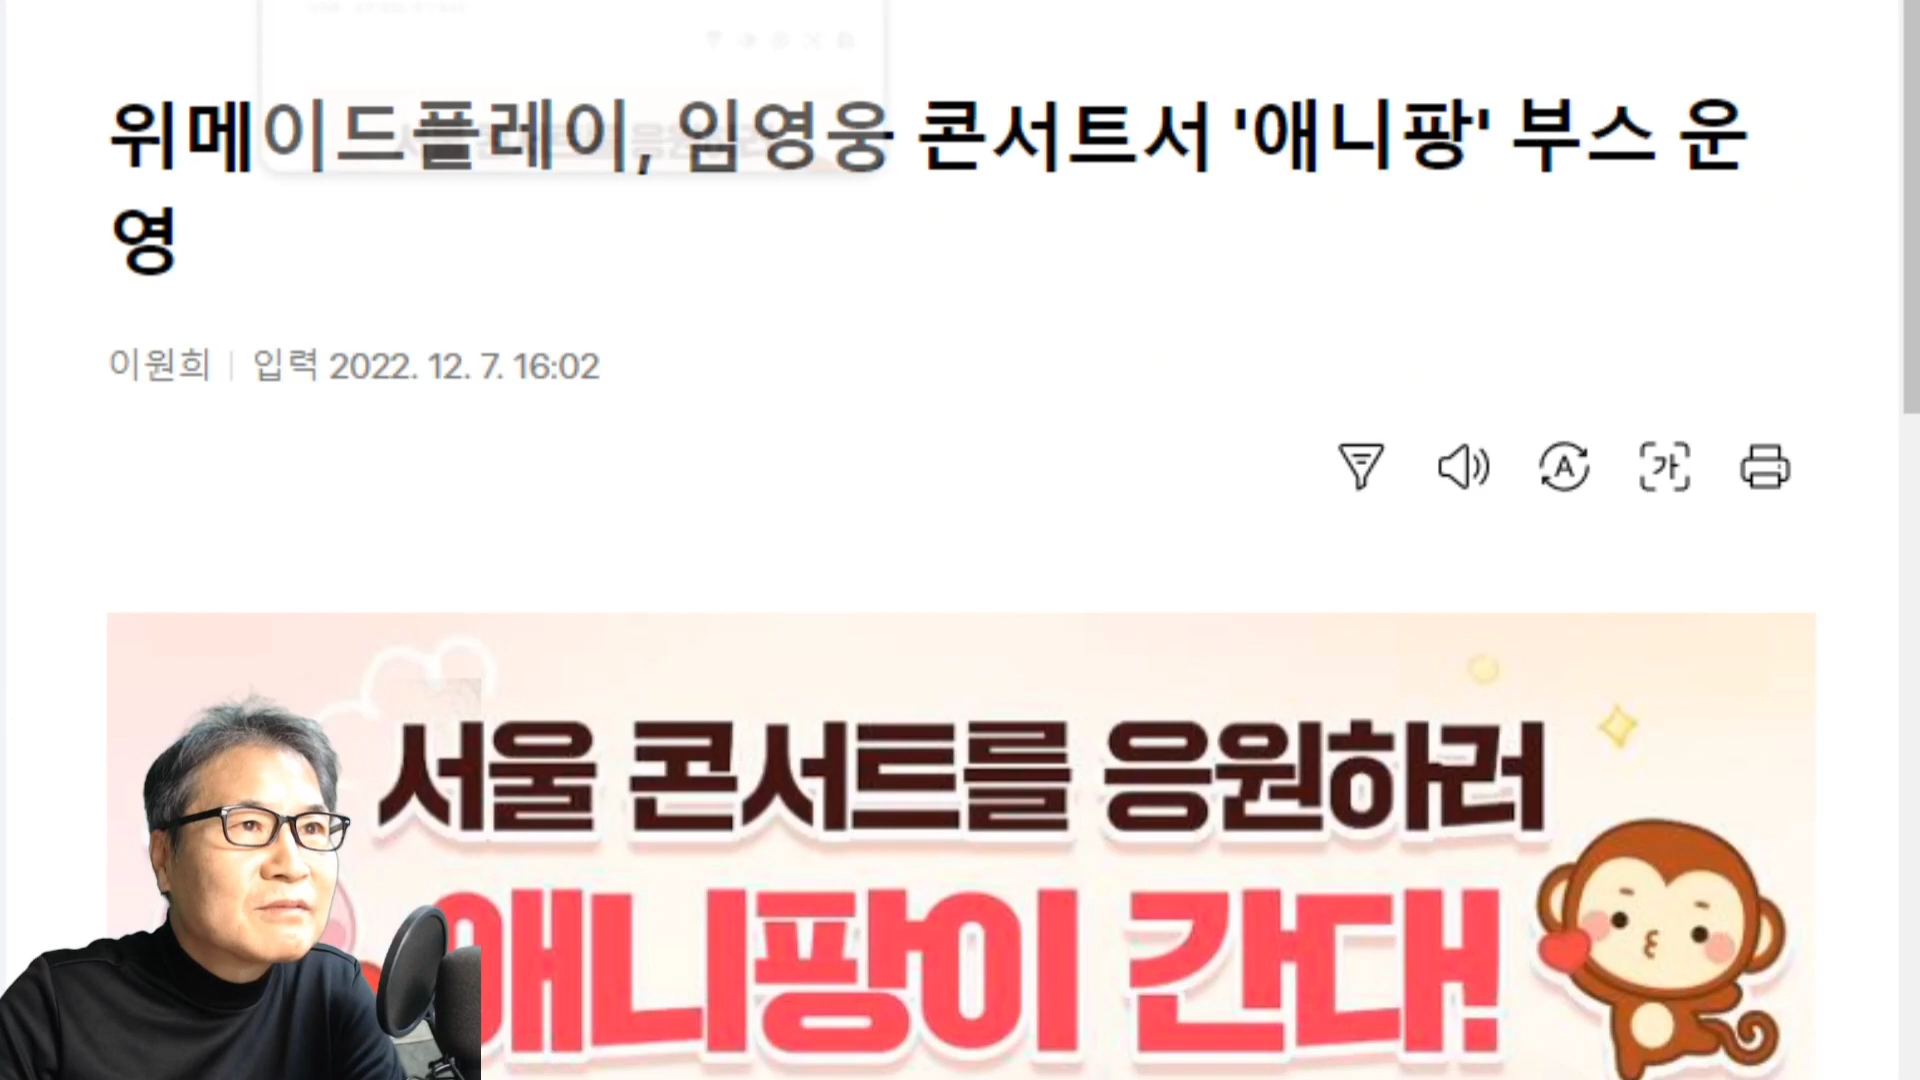 위메이드플레이, 임영웅 콘서트서 '애니팡' 부스 운
영
이원희 | 입력 2022. 12. 7. 16:02
A 가
서울 콘서트를 응원하러
애니팡이 간대!